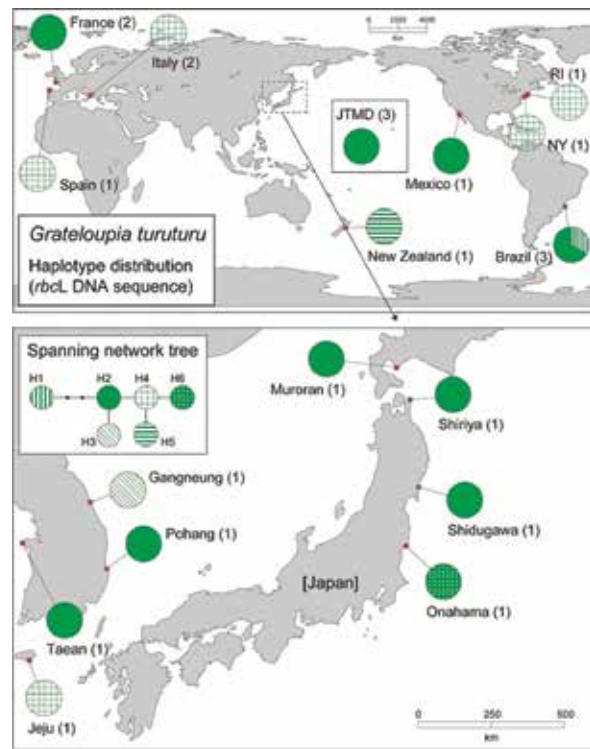 France (2)
Italy (2)
0 2000 4000
Km
RI (1)
JTMD (3)
NY (1)
Spain (1)
Mexico (1)
Grateloupia turuturu
Haplotype distribution
(rbcL DNA sequence)
New Zealand (1)
Brazil (3)
Spanning network tree
H1 H2 H4 H6
H3 H5
Muroran (1)
Shiriya (1)
Gangneung (1)
Pohang (1)
Shidugawa (1)
[Japan]
Onahama (1)
Taean (1)
Jeju (1)
0 250 500
km